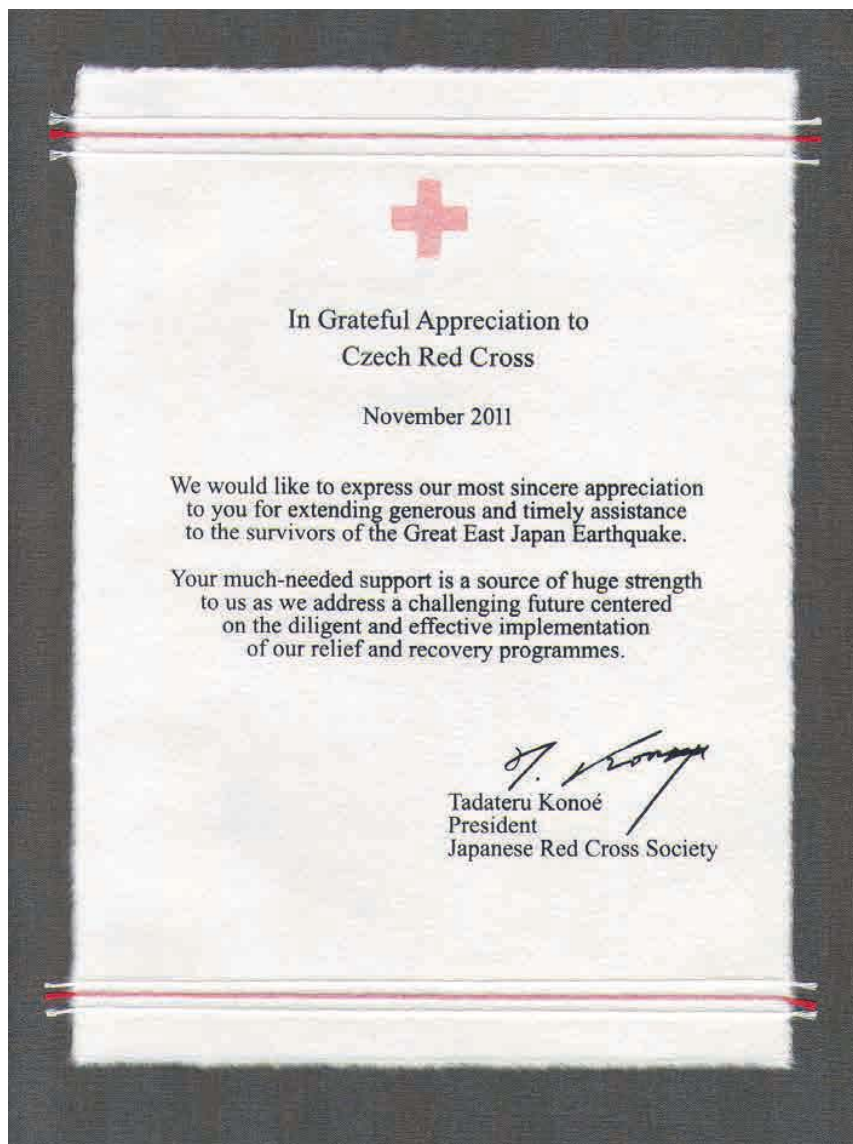 In Grateful Appreciation to
Czech Red Cross
November 2011
We would like to express our most sincere appreciation
to you for extending generous and timely assistance
to the survivors of the Great East Japan Earthquake.
Your much-needed support is a source of huge strength
to us as we address a challenging future centered
on the diligent and effective implementation
of our relief and recovery programmes.
Tadateru Konoé
President
Japanese Red Cross Society